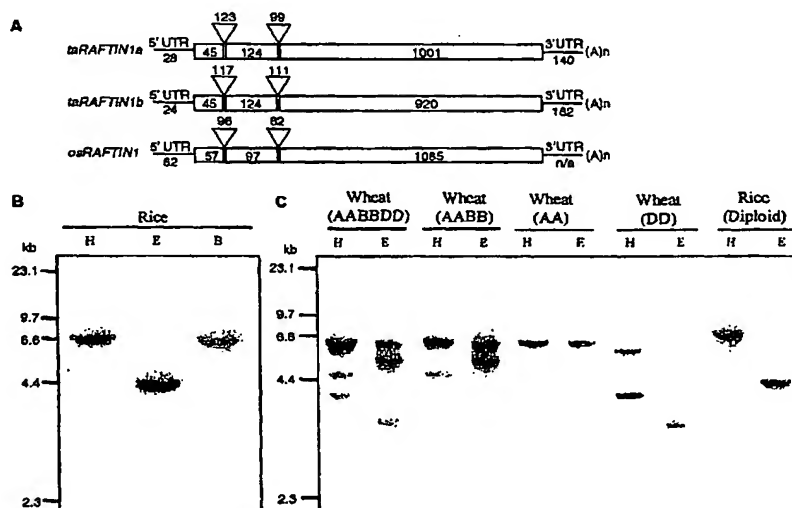 A
123 99
taRAFTIN1a 5' UTR 28 45 124 1001 3'UTR 140 (A)n
117 111
taRAFTIN1b 5' UTR 24 45 124 920 3'UTR 162 (A)n
96 82
osRAFTIN1 5' UTR 62 57 97 1085 3'UTR n/a (A)n
B
Rice
kb H E B
23.1
9.7
6.6
4.4
2.3
C
Wheat (AABBDD) Wheat (AABB) Wheat (AA) Wheat (DD) Rice (Diploid)
kb H E H E H E H E H E
23.1
9.7
6.6
4.4
2.3